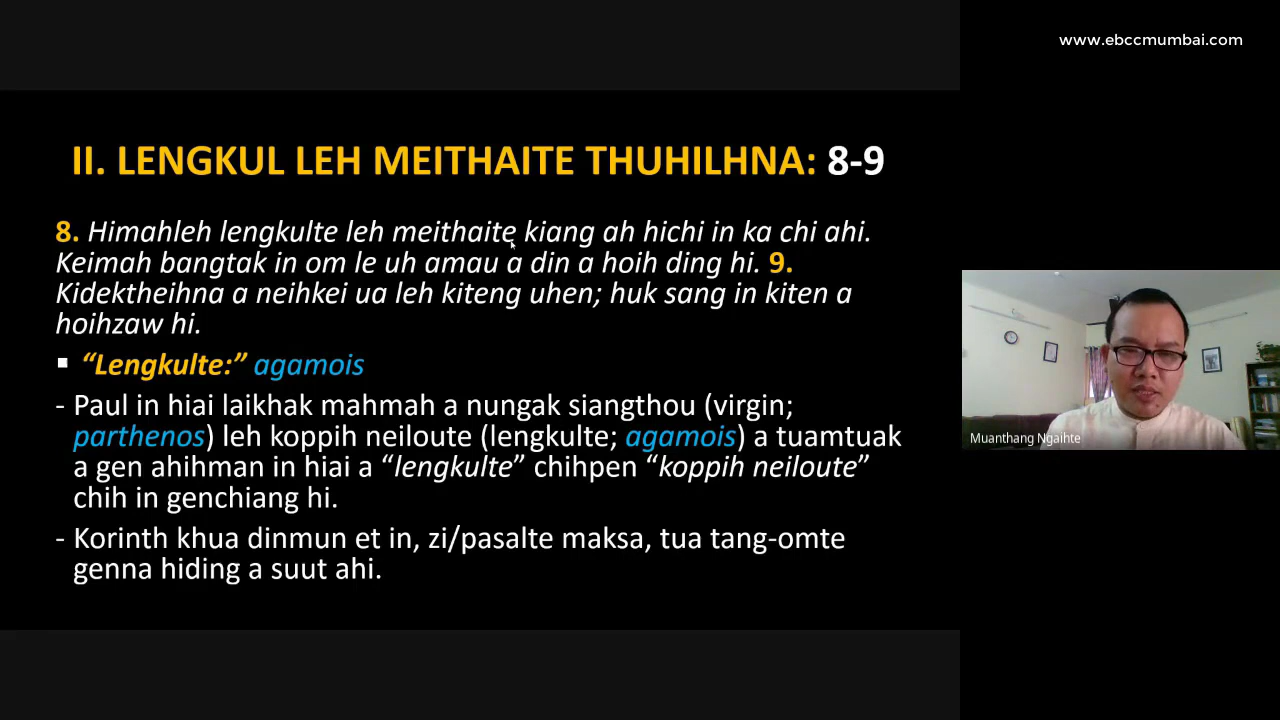 www.ebccmumbai.com
II. LENGKUL LEH MEITHAITE THUHILHNA: 8-9
8. Himahleh lengkulte leh meithaite kiang ah hichi in ka chi ahi.
Keimah bangtak in om le uh amau a din a hoih ding hi. 9.
Kidektheihna a neihkei ua leh kiteng uhen; huk sang in kiten a
hoihzaw hi.
▪ “Lengkulte:” agamois
- Paul in hiai laikhak mahmah a nungak siangthou (virgin;
parthenos) leh koppih neiloute (lengkulte; agamois) a tuamtuak
a gen ahihman in hiai a “lengkulte” chihpen “koppih neiloute”
chih in genchiang hi.
- Korinth khua dinmun et in, zi/pasalte maksa, tua tang-omte
genna hiding a suut ahi.
Muanthang Ngaihte